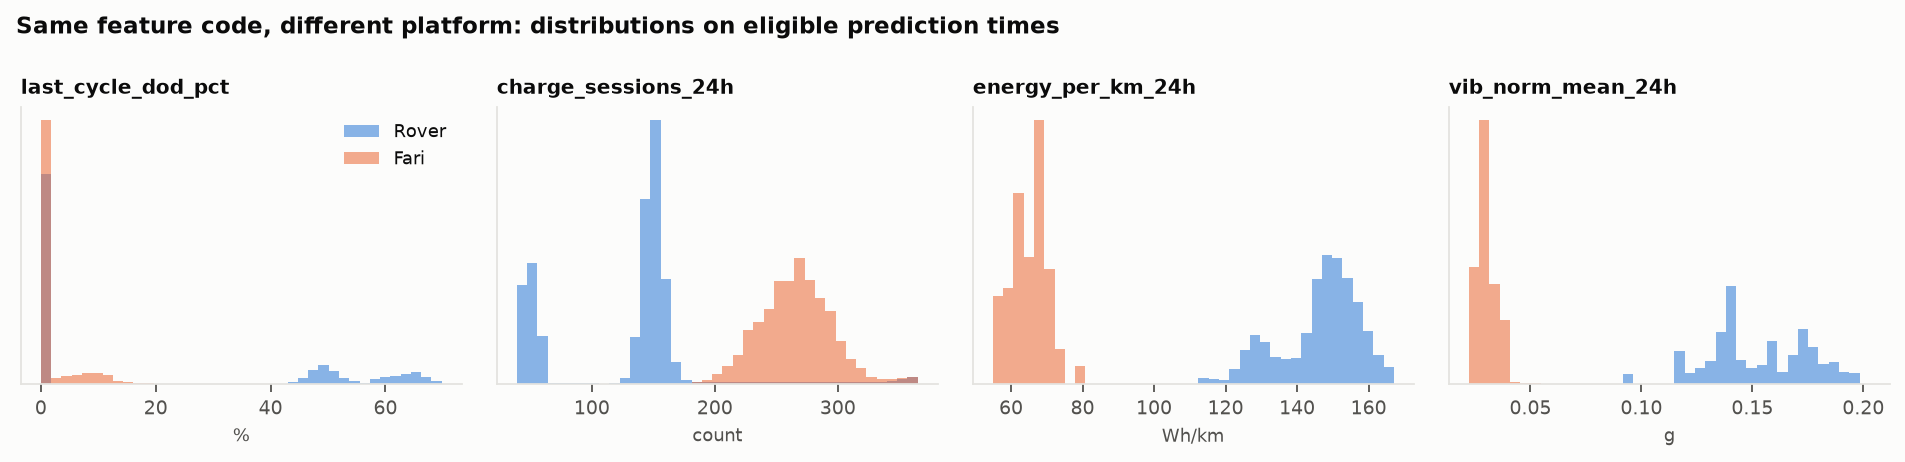 Same feature code, different platform: distributions on eligible prediction times
last_cycle_dod_pct
Rover
Fari
0 20 40 60
%
charge_sessions_24h
100 200 300
count
energy_per_km_24h
60 80 100 120 140 160
Wh/km
vib_norm_mean_24h
0.05 0.10 0.15 0.20
g